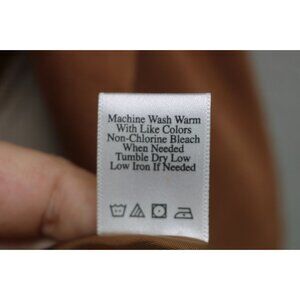 Machine Wash Warm
With Like Colors
Non-Chlorine Bleach
When Needed
Tumble Dry Low
Low Iron If Needed